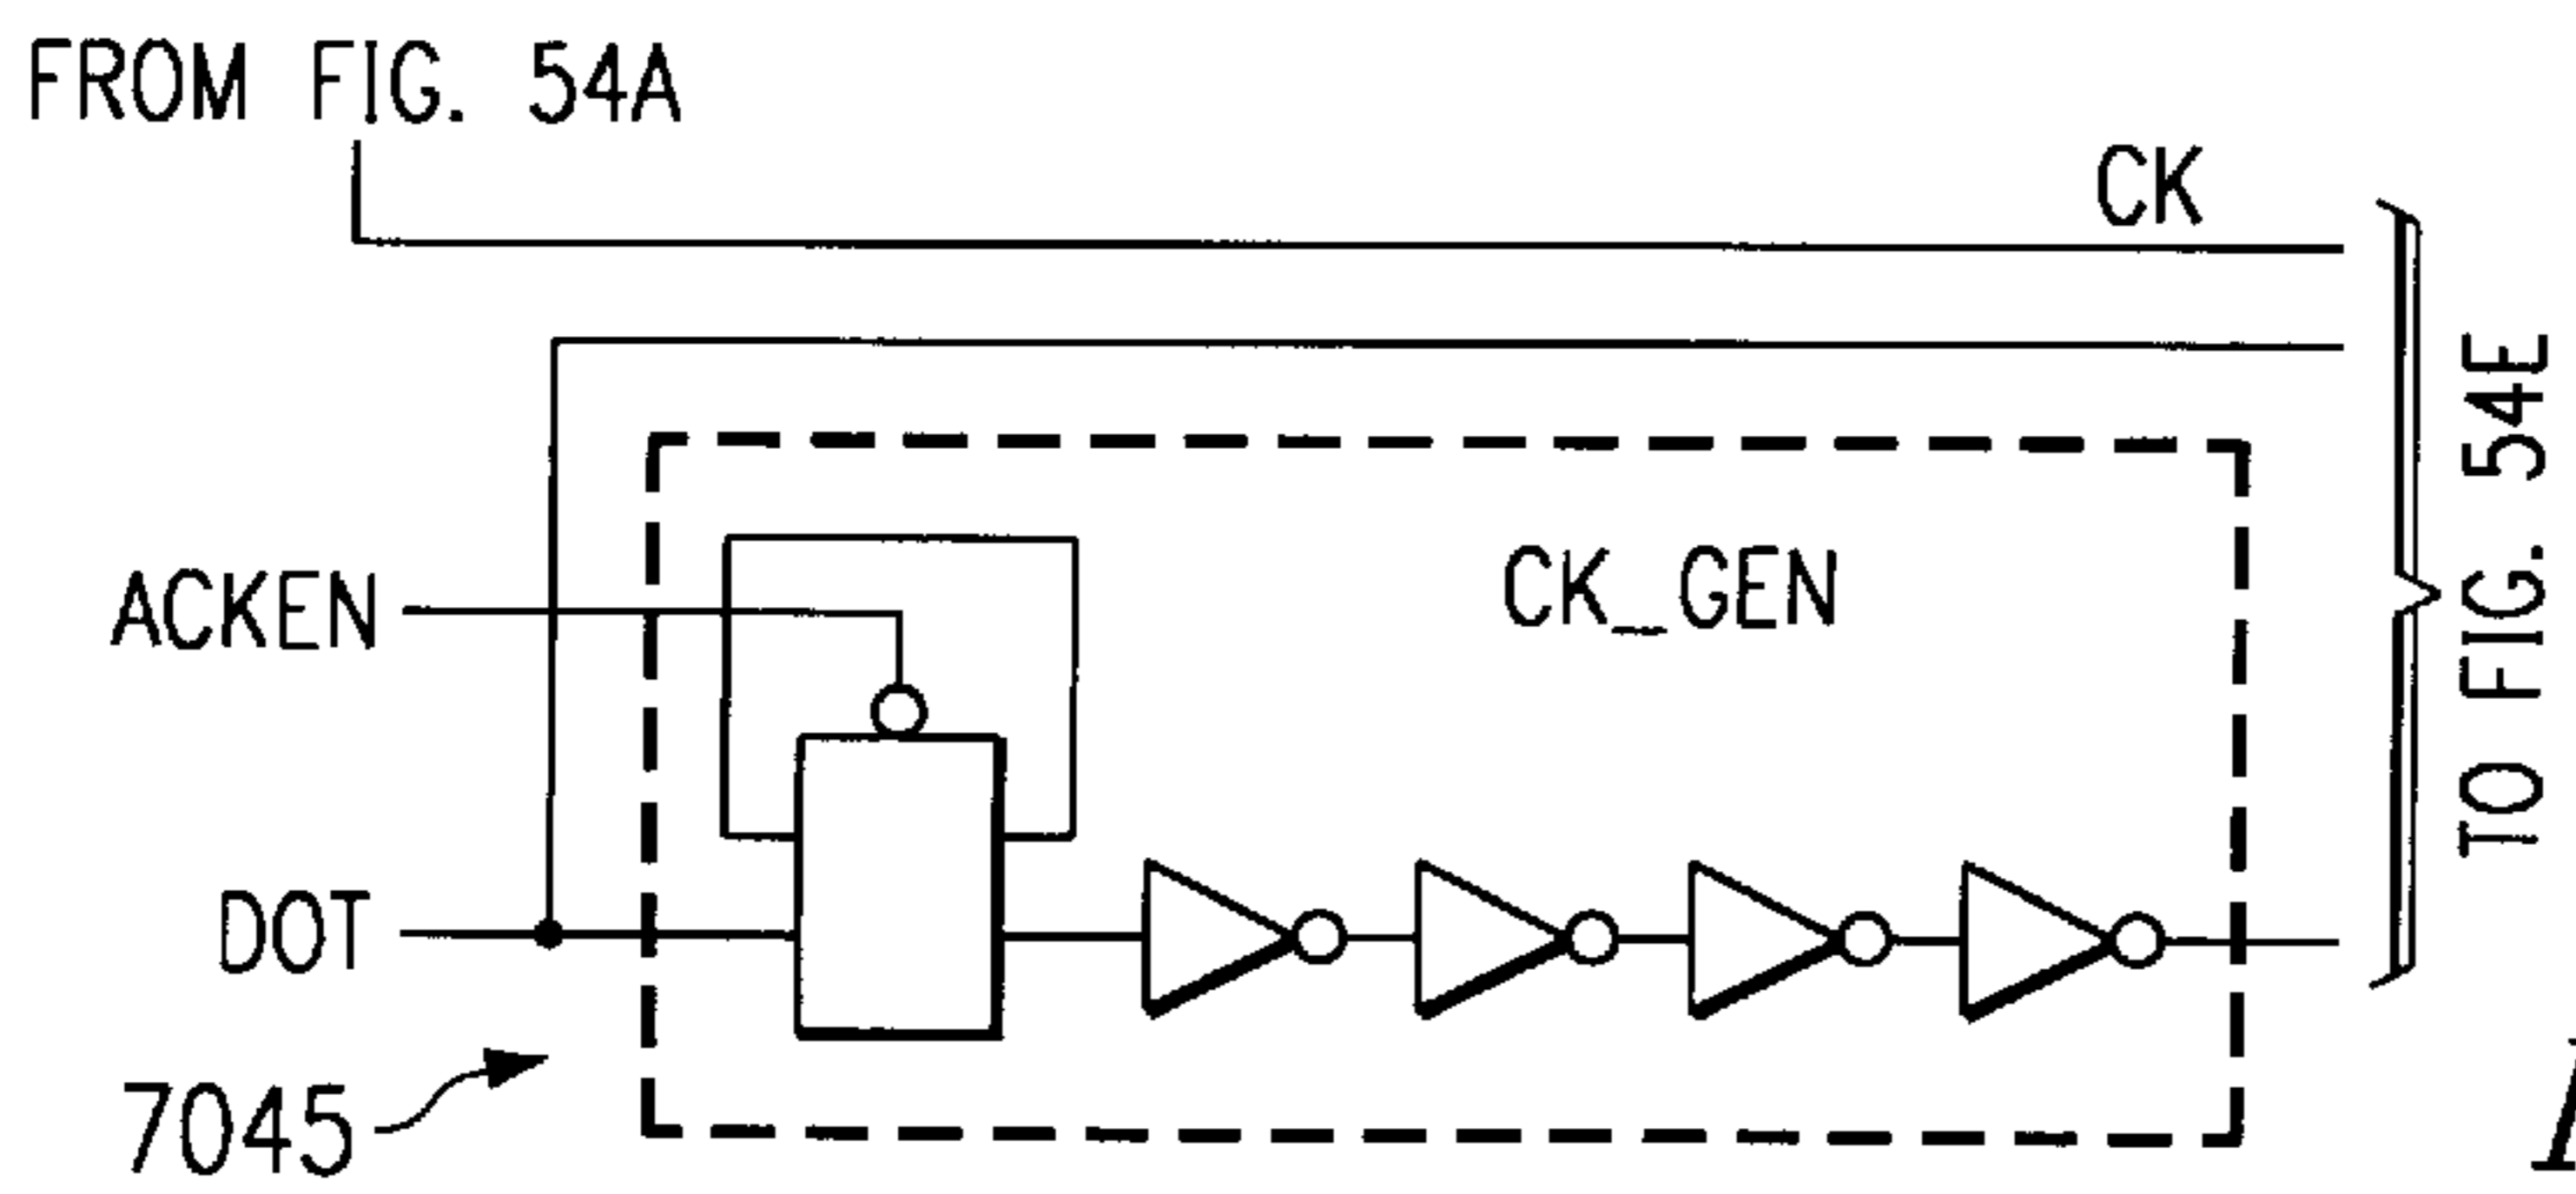 FROM FIG. 54A
CK
TO FIG. 54E
ACKEN
CK_GEN
DOT
7045